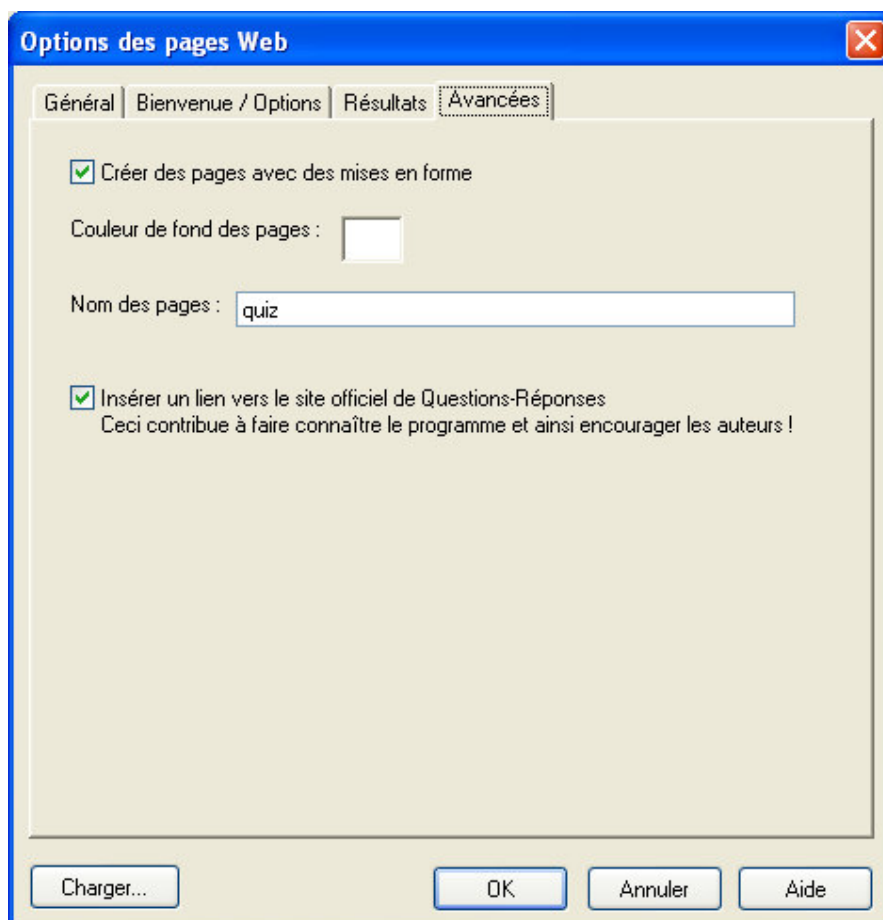 Options des pages Web
Général
Bienvenue / Options
Résultats
Avancées
Créer des pages avec des mises en forme
Couleur de fond des pages :
Nom des pages :
quiz
Insérer un lien vers le site officiel de Questions-Réponses
Ceci contribue à faire connaître le programme et ainsi encourager les auteurs !
Charger...
OK
Annuler
Aide